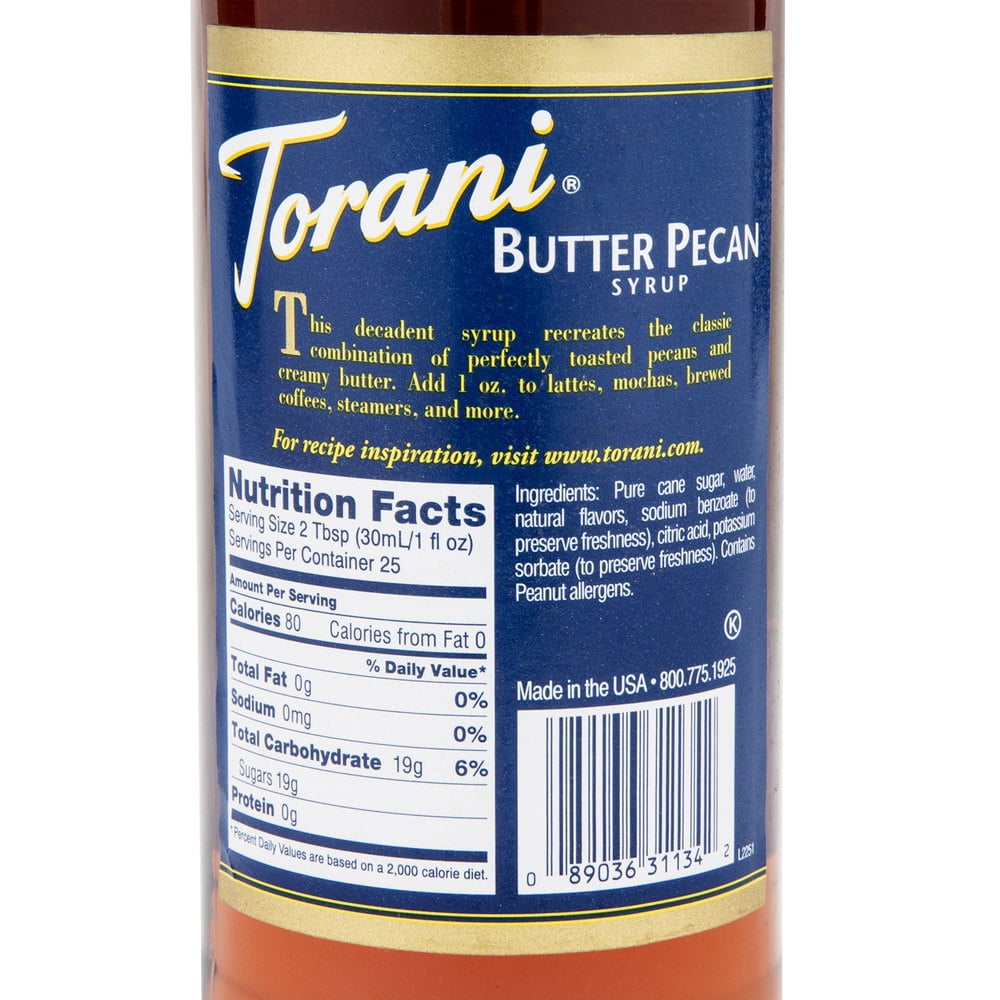 Torani®
BUTTER PECAN
SYRUP
This decadent syrup recreates the classic
combination of perfectly toasted pecans and
creamy butter. Add 1 oz. to lattes, mochas, brewed
coffees, steamers, and more.
For recipe inspiration, visit www.torani.com.
Nutrition Facts
Serving Size 2 Tbsp (30mL/1 fl oz)
Servings Per Container 25
Amount Per Serving
Calories 80 Calories from Fat 0
% Daily Value*
Total Fat 0g 0%
Sodium 0mg 0%
Total Carbohydrate 19g 6%
Sugars 19g
Protein 0g
*Percent Daily Values are based on a 2,000 calorie diet.
Ingredients: Pure cane sugar, water,
natural flavors, sodium benzoate (to
preserve freshness), citric acid, potassium
sorbate (to preserve freshness). Contains
Peanut allergens.
K
Made in the USA • 800.775.1925
0 89036 31134 2
L2251